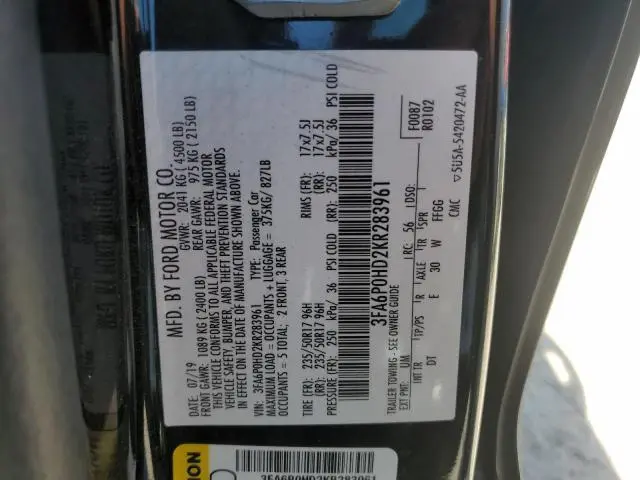 MFD. BY FORD MOTOR CO.
DATE: 07/19 GVWR: 2041 KG ( 4500 LB)
FRONT GAWR: 1089 KG (2400 LB) REAR GAWR: 975 KG ( 2150 LB)
THIS VEHICLE CONFORMS TO ALL APPLICABLE FEDERAL MOTOR
VEHICLE SAFETY, BUMPER, AND THEFT PREVENTION STANDARDS
IN EFFECT ON THE DATE OF MANUFACTURE SHOWN ABOVE.
VIN: 3FA6P0HD2KR283961 TYPE: Passenger Car
MAXIMUM LOAD = OCCUPANTS + LUGGAGE = 375KG/ 827LB
OCCUPANTS = 5 TOTAL; 2 FRONT, 3 REAR
TIRE (FR): 235/50R17 96H RIMS (FR): 17x7.5J
(RR): 235/50R17 96H (RR): 17x7.5J
PRESSURE (FR): 250 kPa/ 36 PSI COLD (RR): 250 kPa/ 36 PSI COLD
3FA6P0HD2KR283961
TRAILER TOWING - SEE OWNER GUIDE
F0087
R0102
EXT PNT: UM RC: 56 DSO:
INT TR TP/PS R AXLE TR SPR
DT E 30 W FFGG
CMC
5U5A-5420472-AA
3FA6P0HD2KR283961